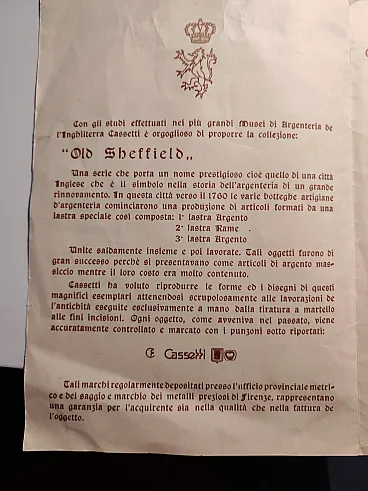 Con gli studi effettuati nei più grandi Musei di Argenteria de
l'Inghilterra Cassetti è orgoglioso di proporre la collezione:
"Old Sheffield„
Una serie che porta un nome prestigioso cioè quello di una città
Inglese che è il simbolo nella storia dell'argenteria di un grande
rinnovamento. In questa città verso il 1760 le varie botteghe artigiane
d'argenteria cominciarono una produzione di articoli formati da una
lastra speciale così composta: 1ª lastra Argento
2ª lastra Rame .
3ª lastra Argento
Unite saldamente insieme e poi lavorate. Tali oggetti furono di
gran successo perchè si presentavano come articoli di argento mas-
siccio mentre il loro costo era molto contenuto.
Cassetti ha voluto riprodurre le forme ed i disegni di questi
magnifici esemplari attenendosi scrupolosamente alle lavorazioni de
l'antichità eseguite esclusivamente a mano dalla tiratura a martello
alle fini incisioni. Ogni oggetto, come avveniva nel passato, viene
accuratamente controllato e marcato con i punzoni sotto riportati:
Cassetti
Tali marchi regolarmente depositati presso l'ufficio provinciale metri-
co e del saggio e marchio dei metalli preziosi di Firenze, rappresentano
una garanzia per l'acquirente sia nella qualità che nella fattura de
l'oggetto.